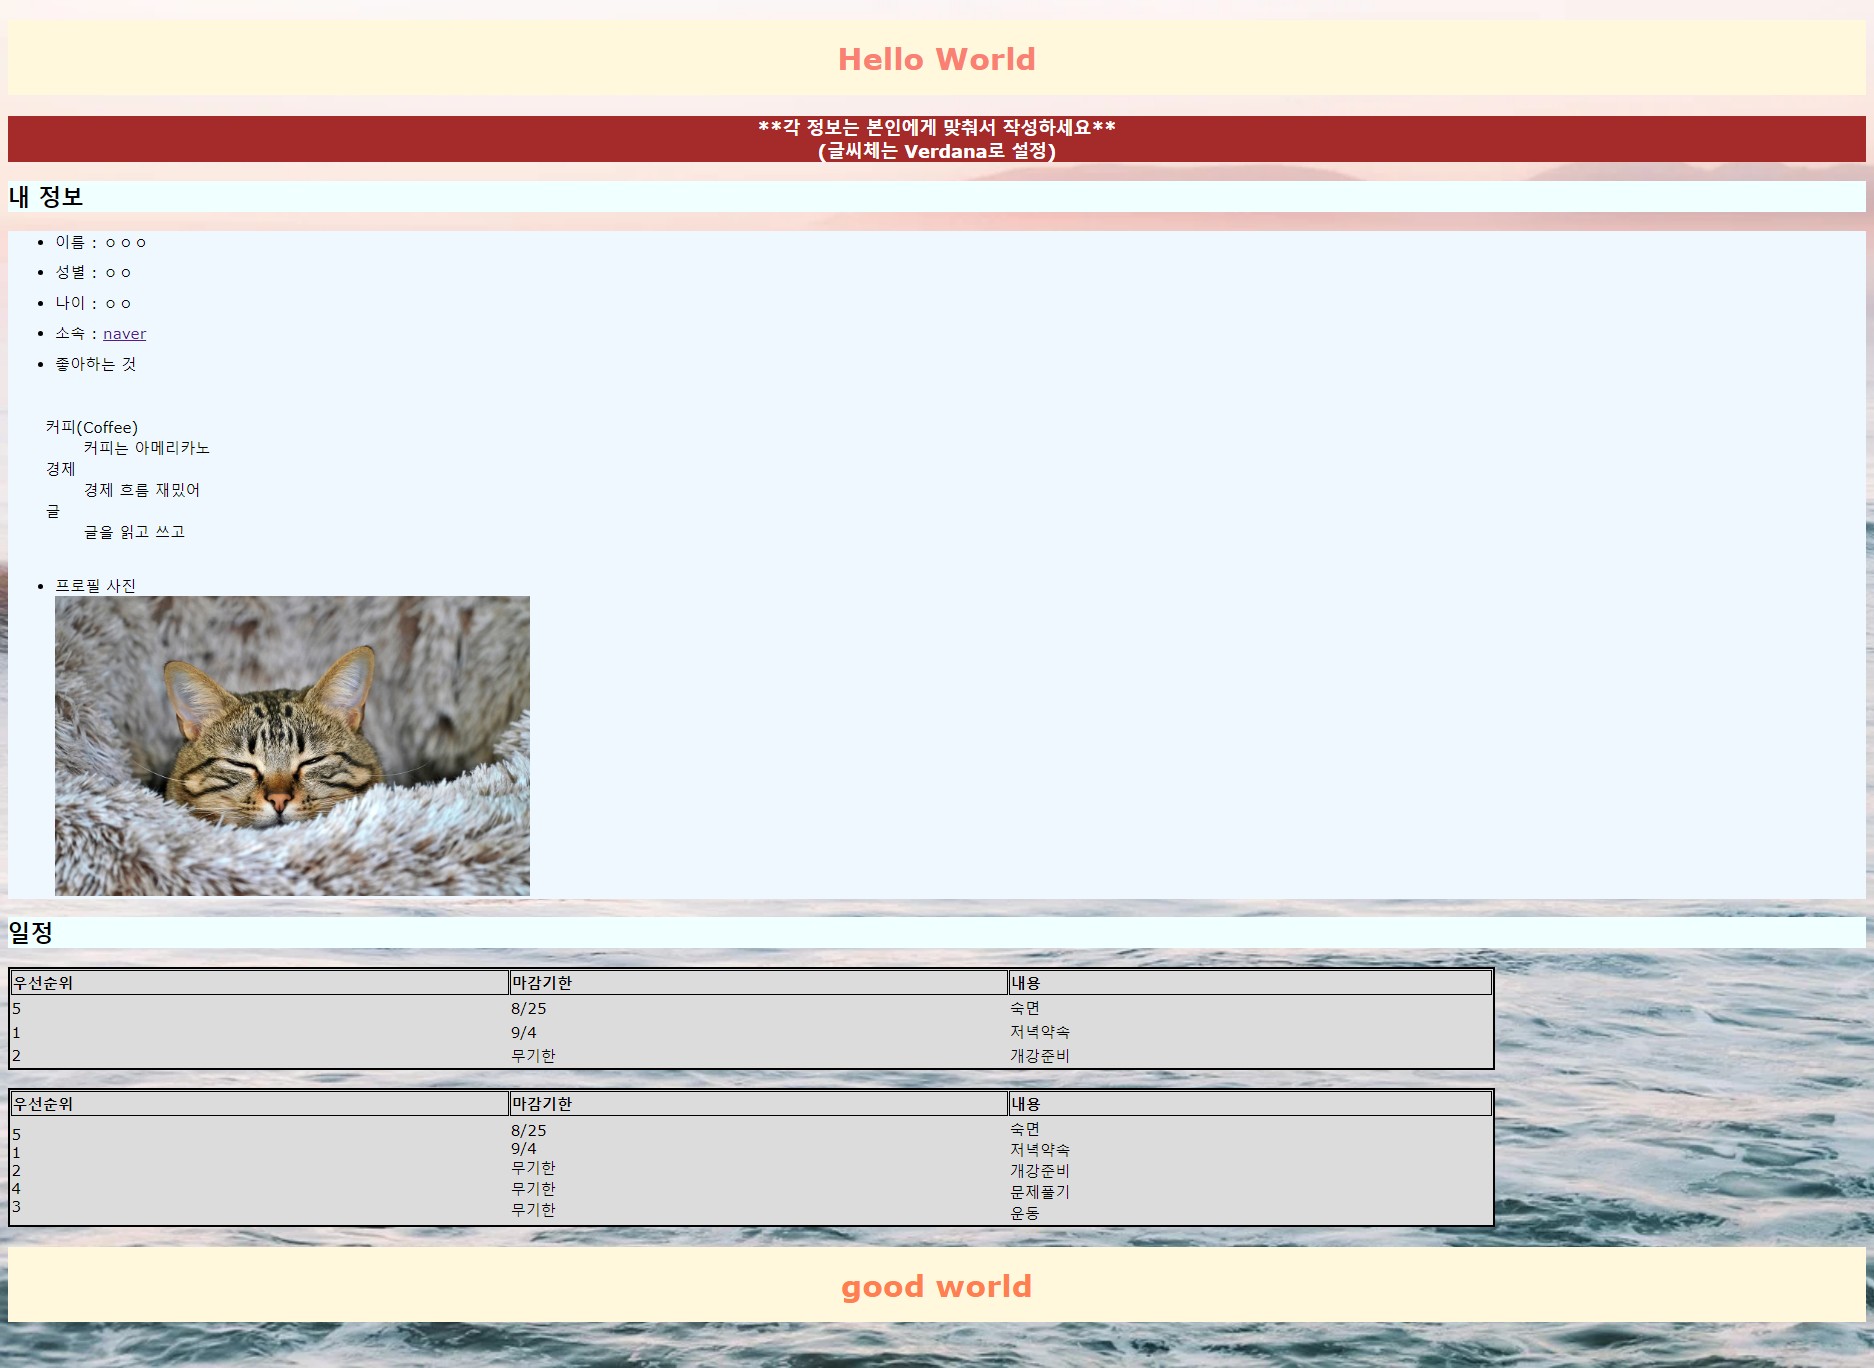 Hello World
**각 정보는 본인에게 맞춰서 작성하세요**
(글씨체는 Verdana로 설정)
내 정보
이름 : ㅇㅇㅇ
성별 : ㅇㅇ
나이 : ㅇㅇ
소속 : naver
좋아하는 것
커피(Coffee)
커피는 아메리카노
경제
경제 흐름 재밌어
글
글을 읽고 쓰고
프로필 사진
일정
우선순위 마감기한 내용
5 8/25 숙면
1 9/4 저녁약속
2 무기한 개강준비
우선순위 마감기한 내용
5 8/25 숙면
1 9/4 저녁약속
2 무기한 개강준비
4 무기한 문제풀기
3 무기한 운동
good world